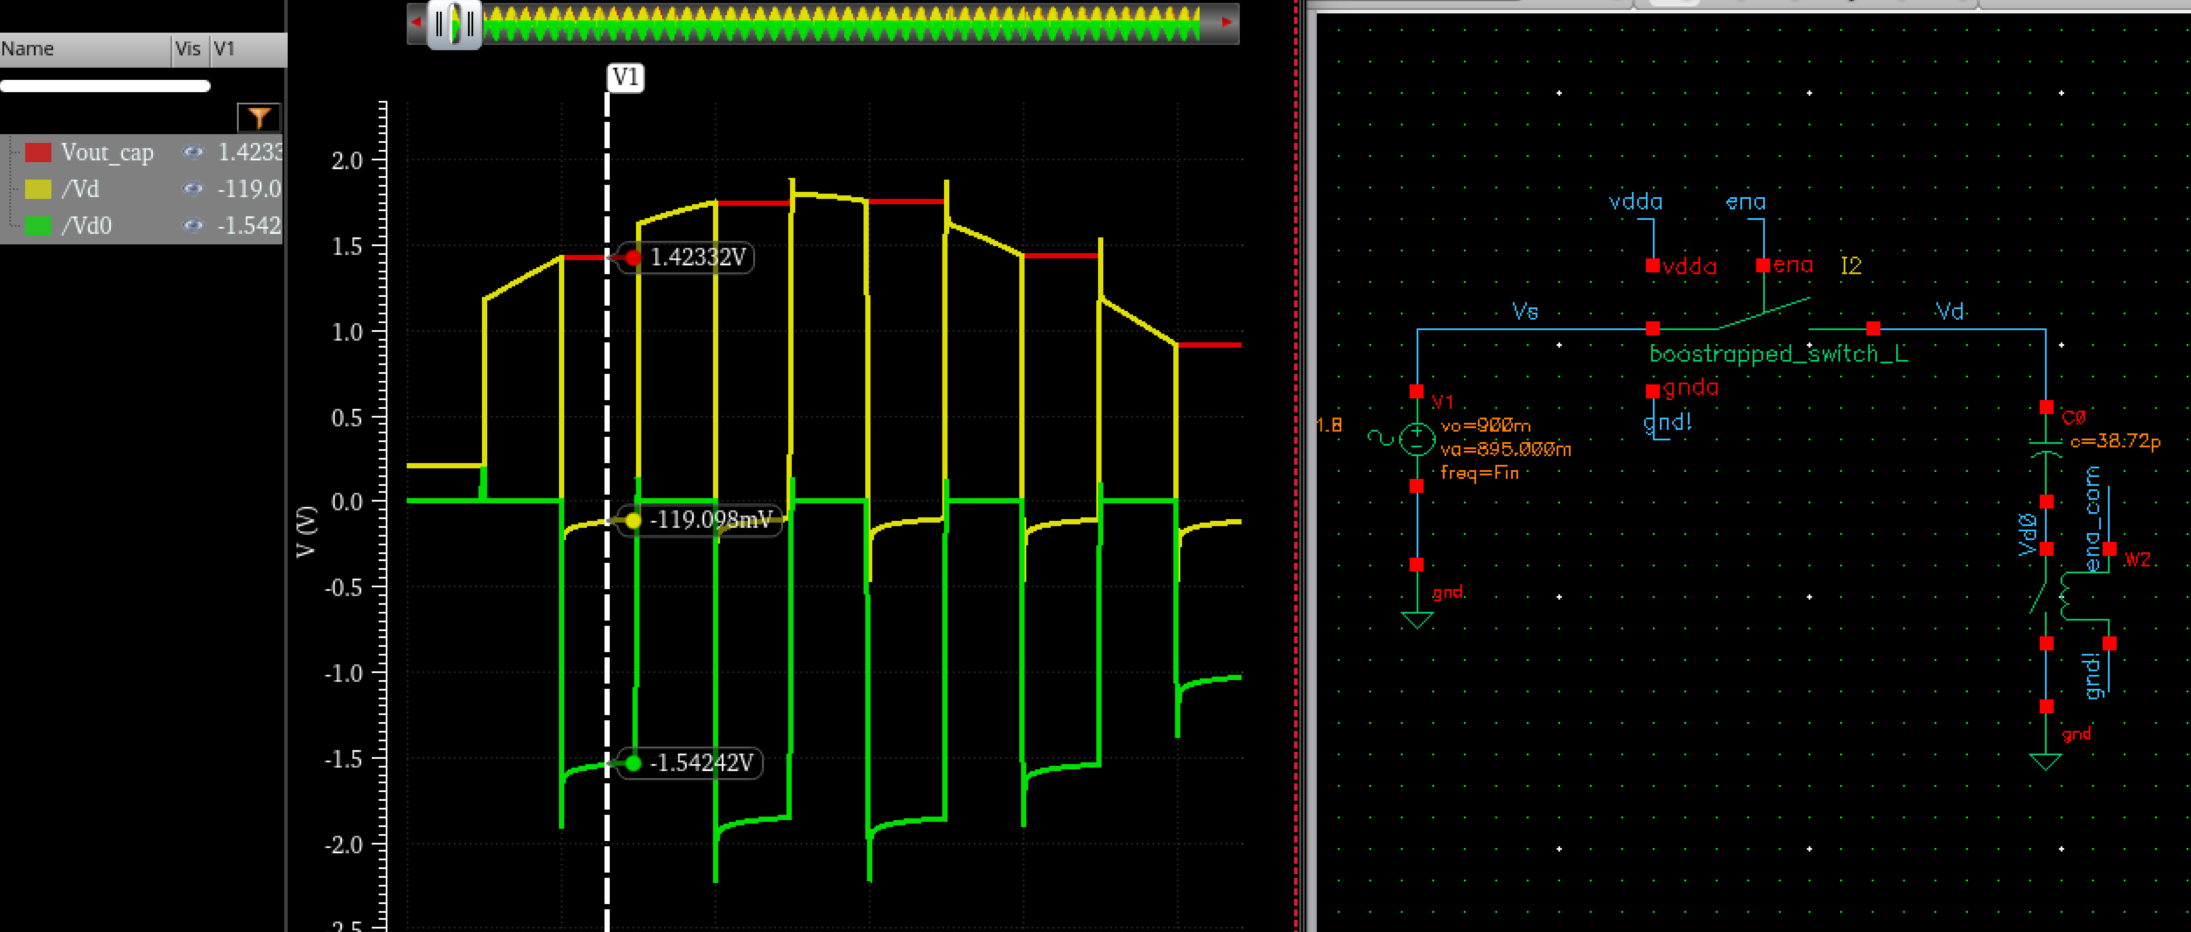 Name Vis V1
Vout_cap 1.4233
/Vd -119.0
/Vd0 -1.542
V1
2.0
1.5
1.0
0.5
0.0
-0.5
-1.0
-1.5
-2.0
2.5
V (V)
1.42332V
-119.098mV
-1.54242V
vdda
ena
vdda
ena
I2
Vs
Vd
boostrapped_switch_L
gnda
gnd!
V1
vo=900m
va=895.000m
freq=Fin
gnd
C0
c=38.72p
Vd0
ena_com
W2
gnd!
gnd